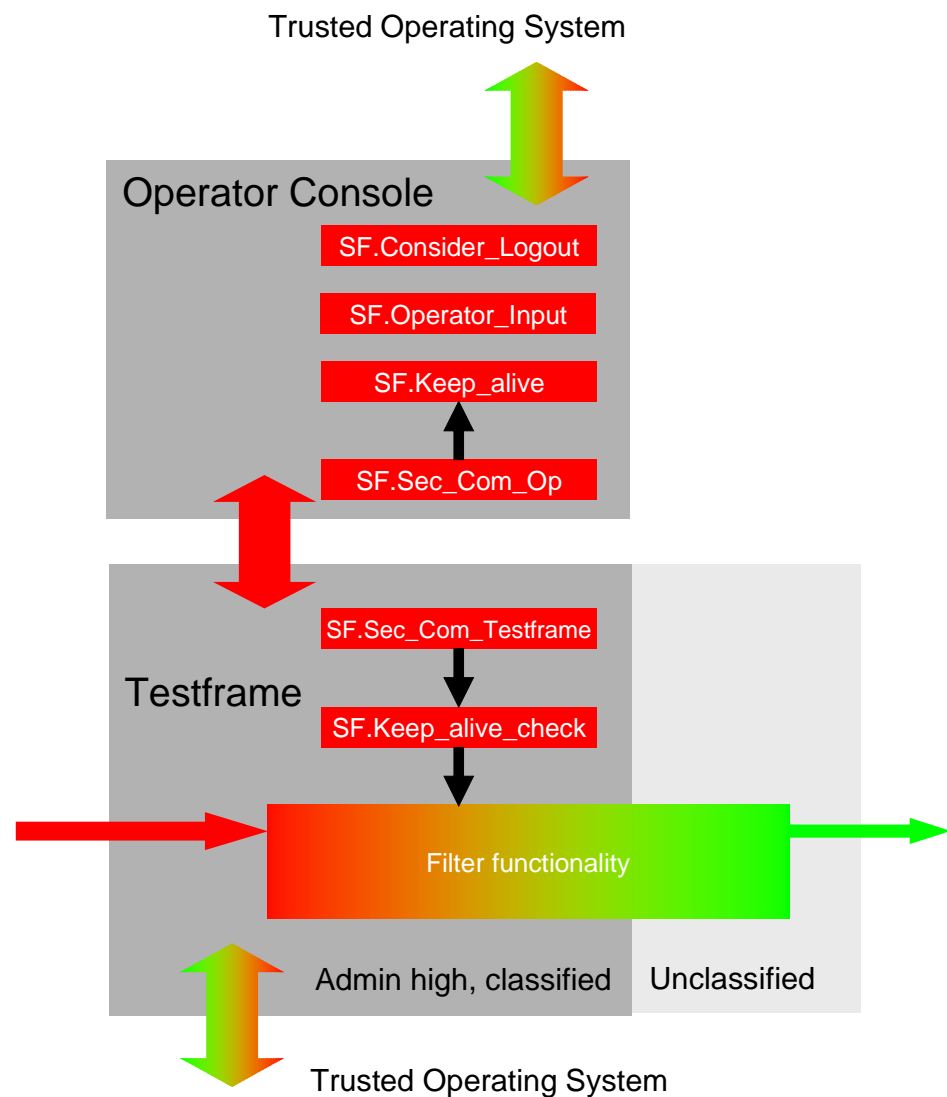 Trusted Operating System
Operator Console
SF.Consider_Logout
SF.Operator_Input
SF.Keep_alive
SF.Sec_Com_Op
SF.Sec_Com_Testframe
Testframe
SF.Keep_alive_check
Filter functionality
Admin high, classified
Unclassified
Trusted Operating System